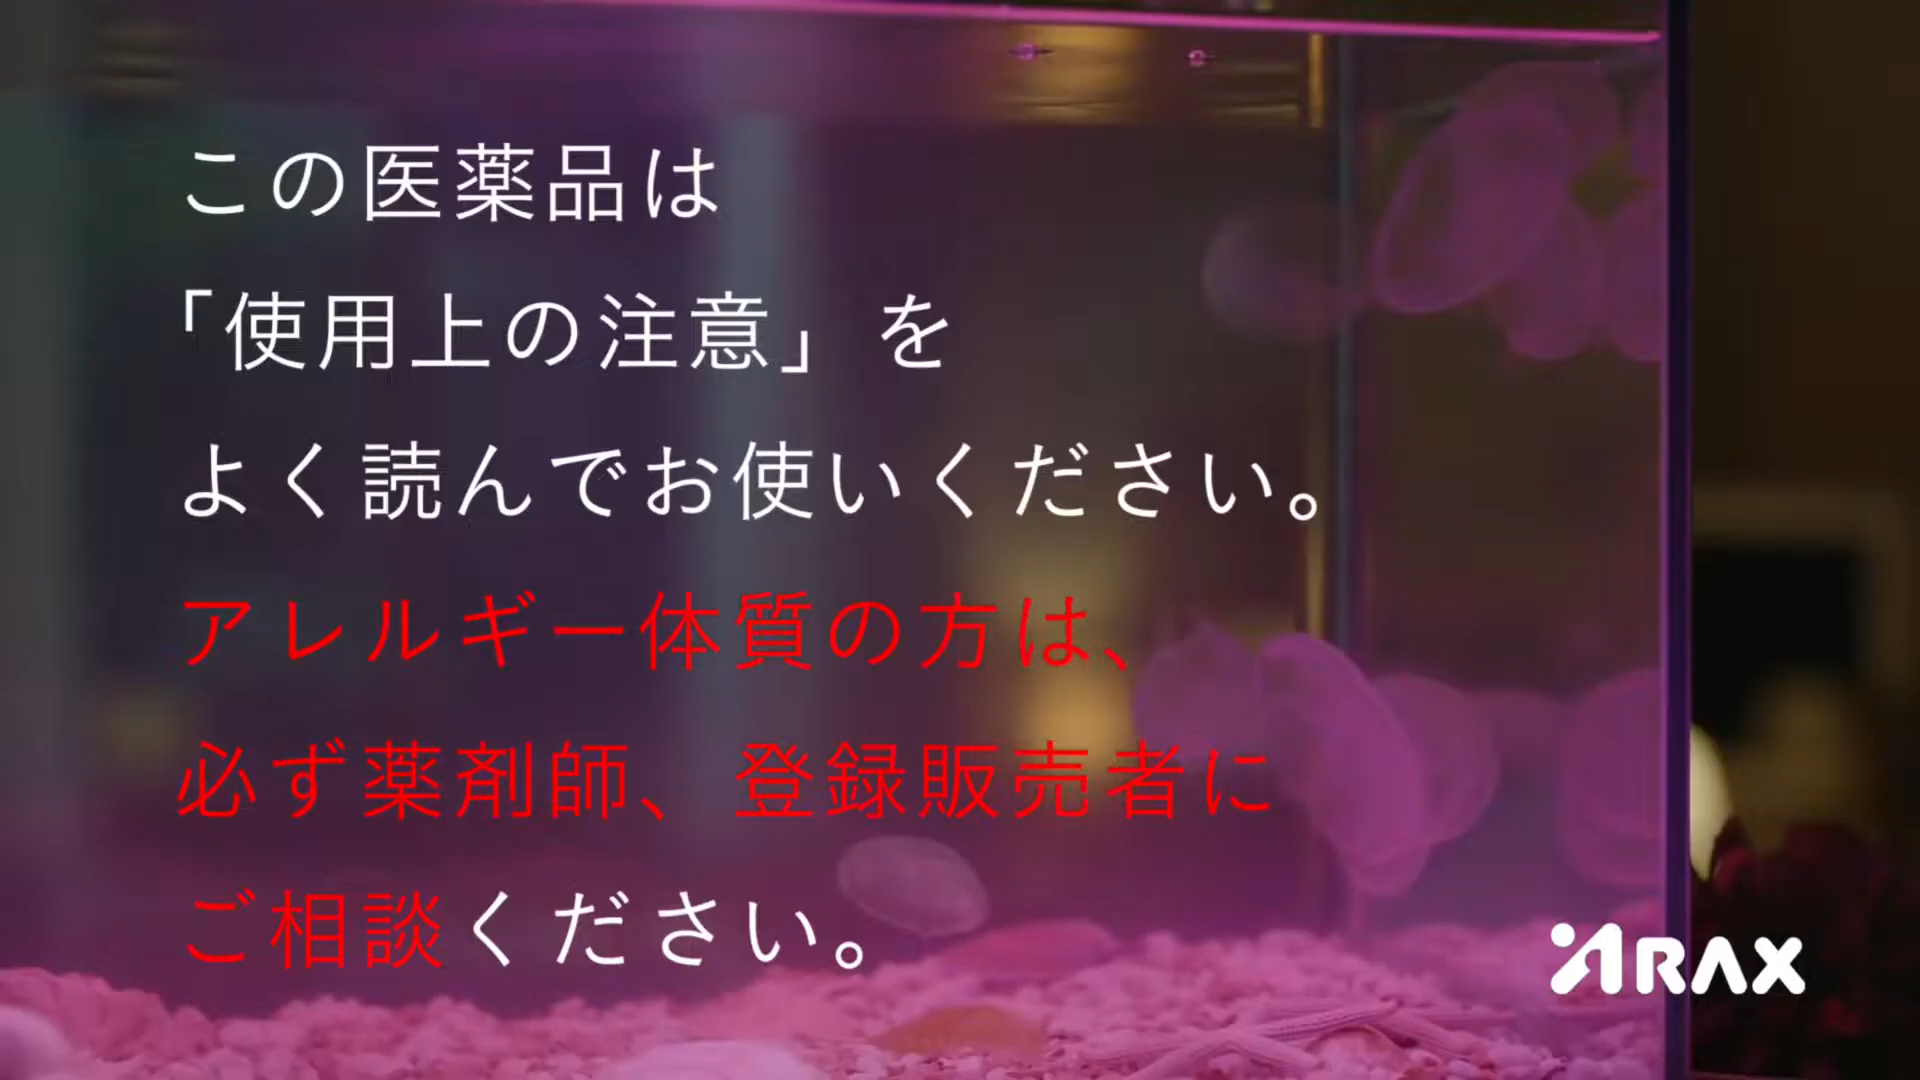 この医薬品は
「使用上の注意」を
よく読んでお使いください。
アレルギー体質の方は、
必ず薬剤師、登録販売者に
ご相談ください。
ARAX